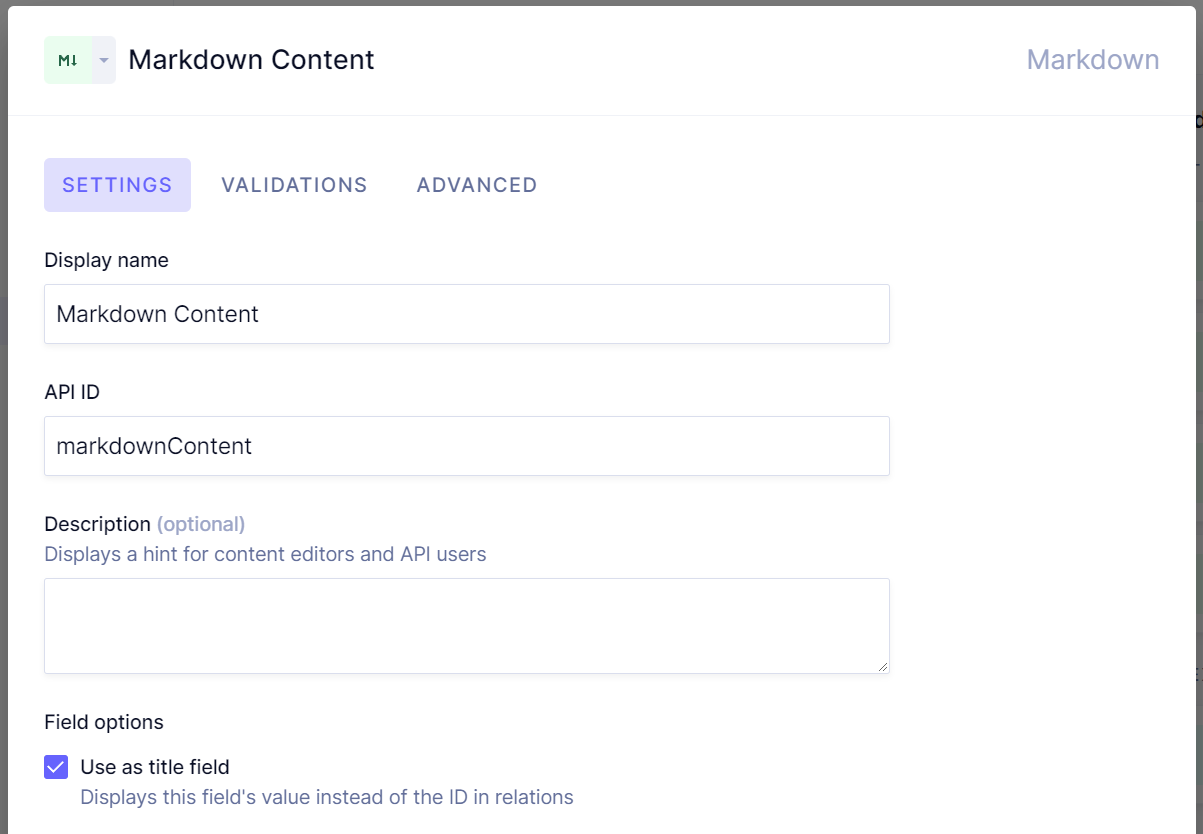 M↓
Markdown Content
Markdown
SETTINGS
VALIDATIONS
ADVANCED
Display name
Markdown Content
API ID
markdownContent
Description (optional)
Displays a hint for content editors and API users
Field options
Use as title field
Displays this field's value instead of the ID in relations